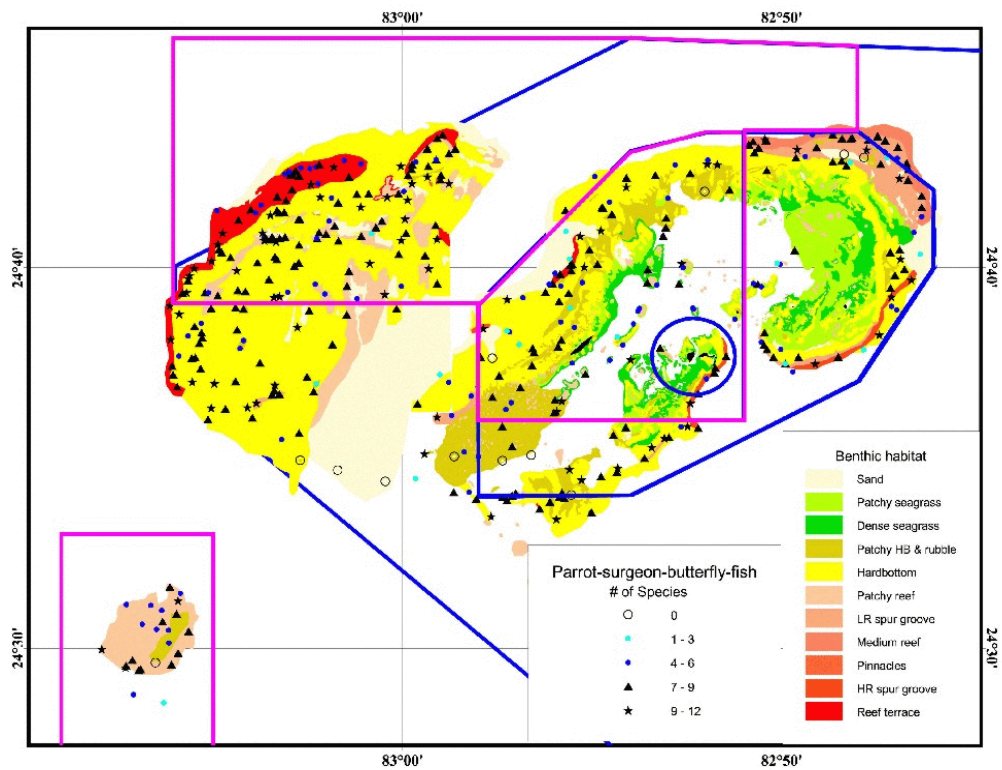 83°00'
82°50'
24°40'
24°40'
Benthic habitat
Sand
Patchy seagrass
Dense seagrass
Patchy HB & rubble
Hardbottom
Patchy reef
LR spur groove
Medium reef
Pinnacles
HR spur groove
Reef terrace
Parrot-surgeon-butterfly-fish
# of Species
0
1 - 3
4 - 6
7 - 9
9 - 12
24°30'
24°30'
83°00'
82°50'